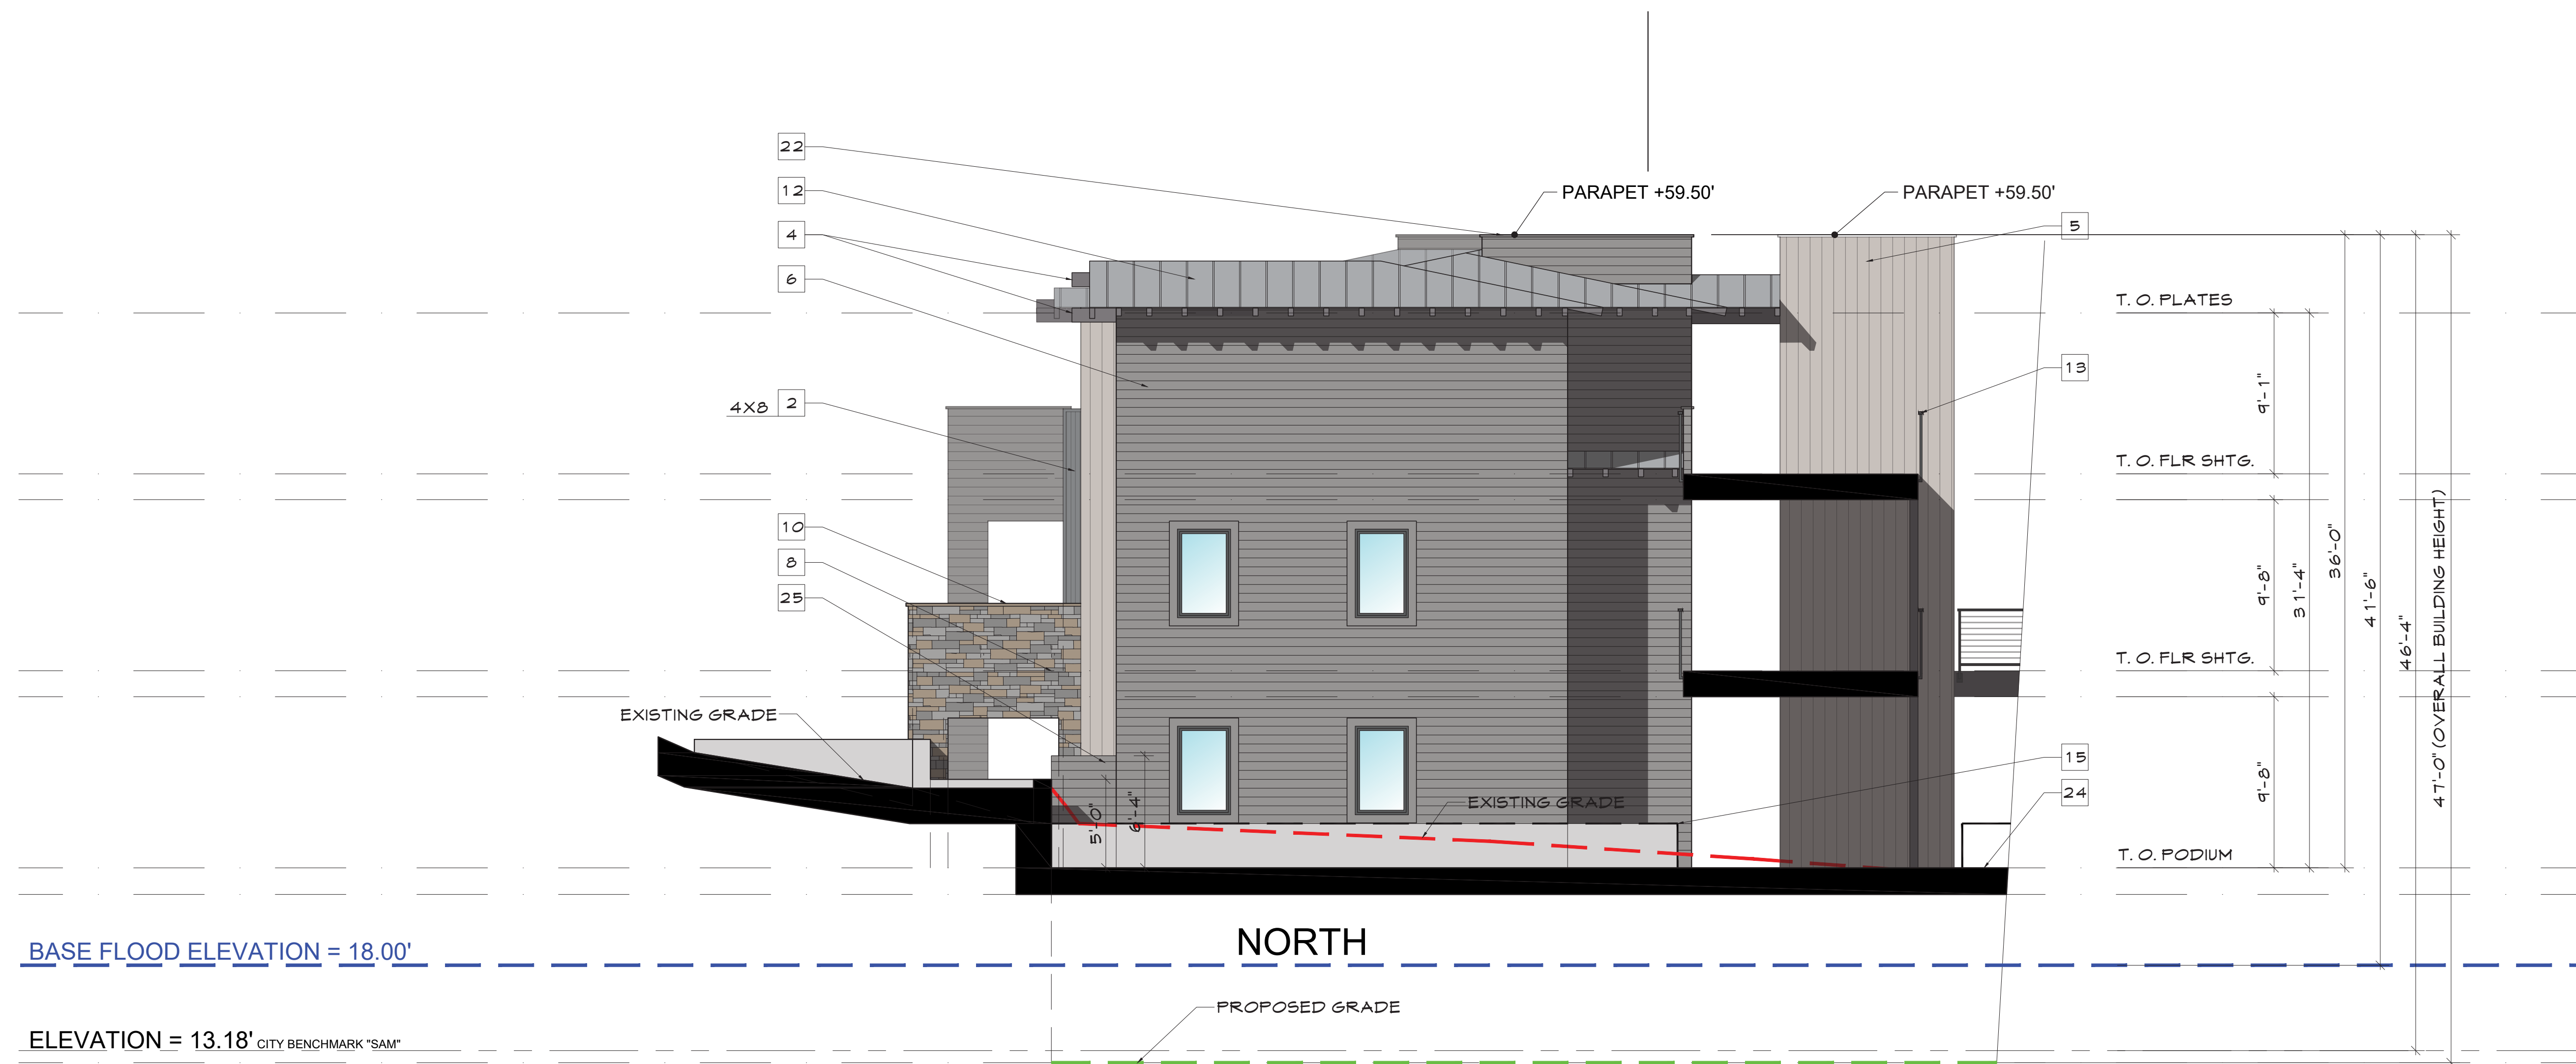 22
12
4
6
4X8 2
10
8
25
EXISTING GRADE
PARAPET +59.50'
PARAPET +59.50'
5
13
15
24
T. O. PLATES
T. O. FLR SHTG.
T. O. FLR SHTG.
T. O. PODIUM
9'-1"
9'-8"
9'-8"
31'-4"
36'-0"
41'-6"
46'-4"
47'-0" (OVERALL BUILDING HEIGHT)
5'-0"
6'-4"
EXISTING GRADE
NORTH
BASE FLOOD ELEVATION = 18.00'
PROPOSED GRADE
ELEVATION = 13.18' CITY BENCHMARK "SAM"